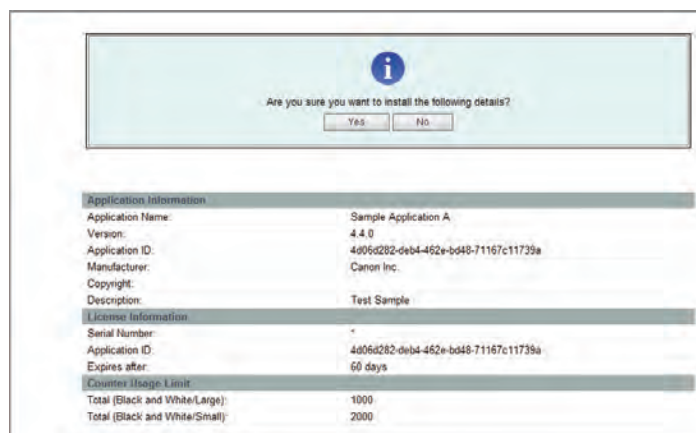 i
Are you sure you want to install the following details?
Yes No
Application Information
Application Name: Sample Application A
Version: 4.4.0
Application ID: 4d06d282-deb4-462e-bd48-71167c11739a
Manufacturer: Canon Inc.
Copyright:
Description: Test Sample
License Information
Serial Number: *
Application ID: 4d06d282-deb4-462e-bd48-71167c11739a
Expires after: 60 days
Counter Usage Limit
Total (Black and White/Large): 1000
Total (Black and White/Small): 2000